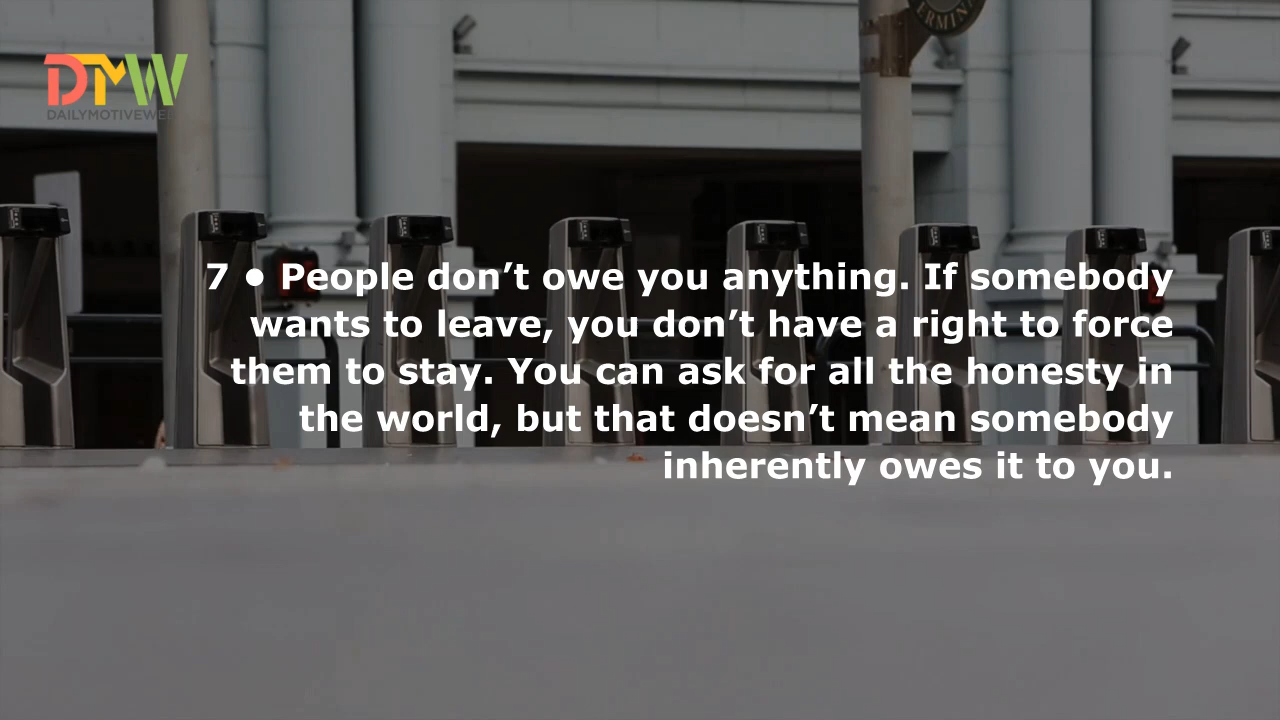 ERMINA
DMW
DAILYMOTIVEWE
7 • People don’t owe you anything. If somebody
wants to leave, you don’t have a right to force
them to stay. You can ask for all the honesty in
the world, but that doesn’t mean somebody
inherently owes it to you.